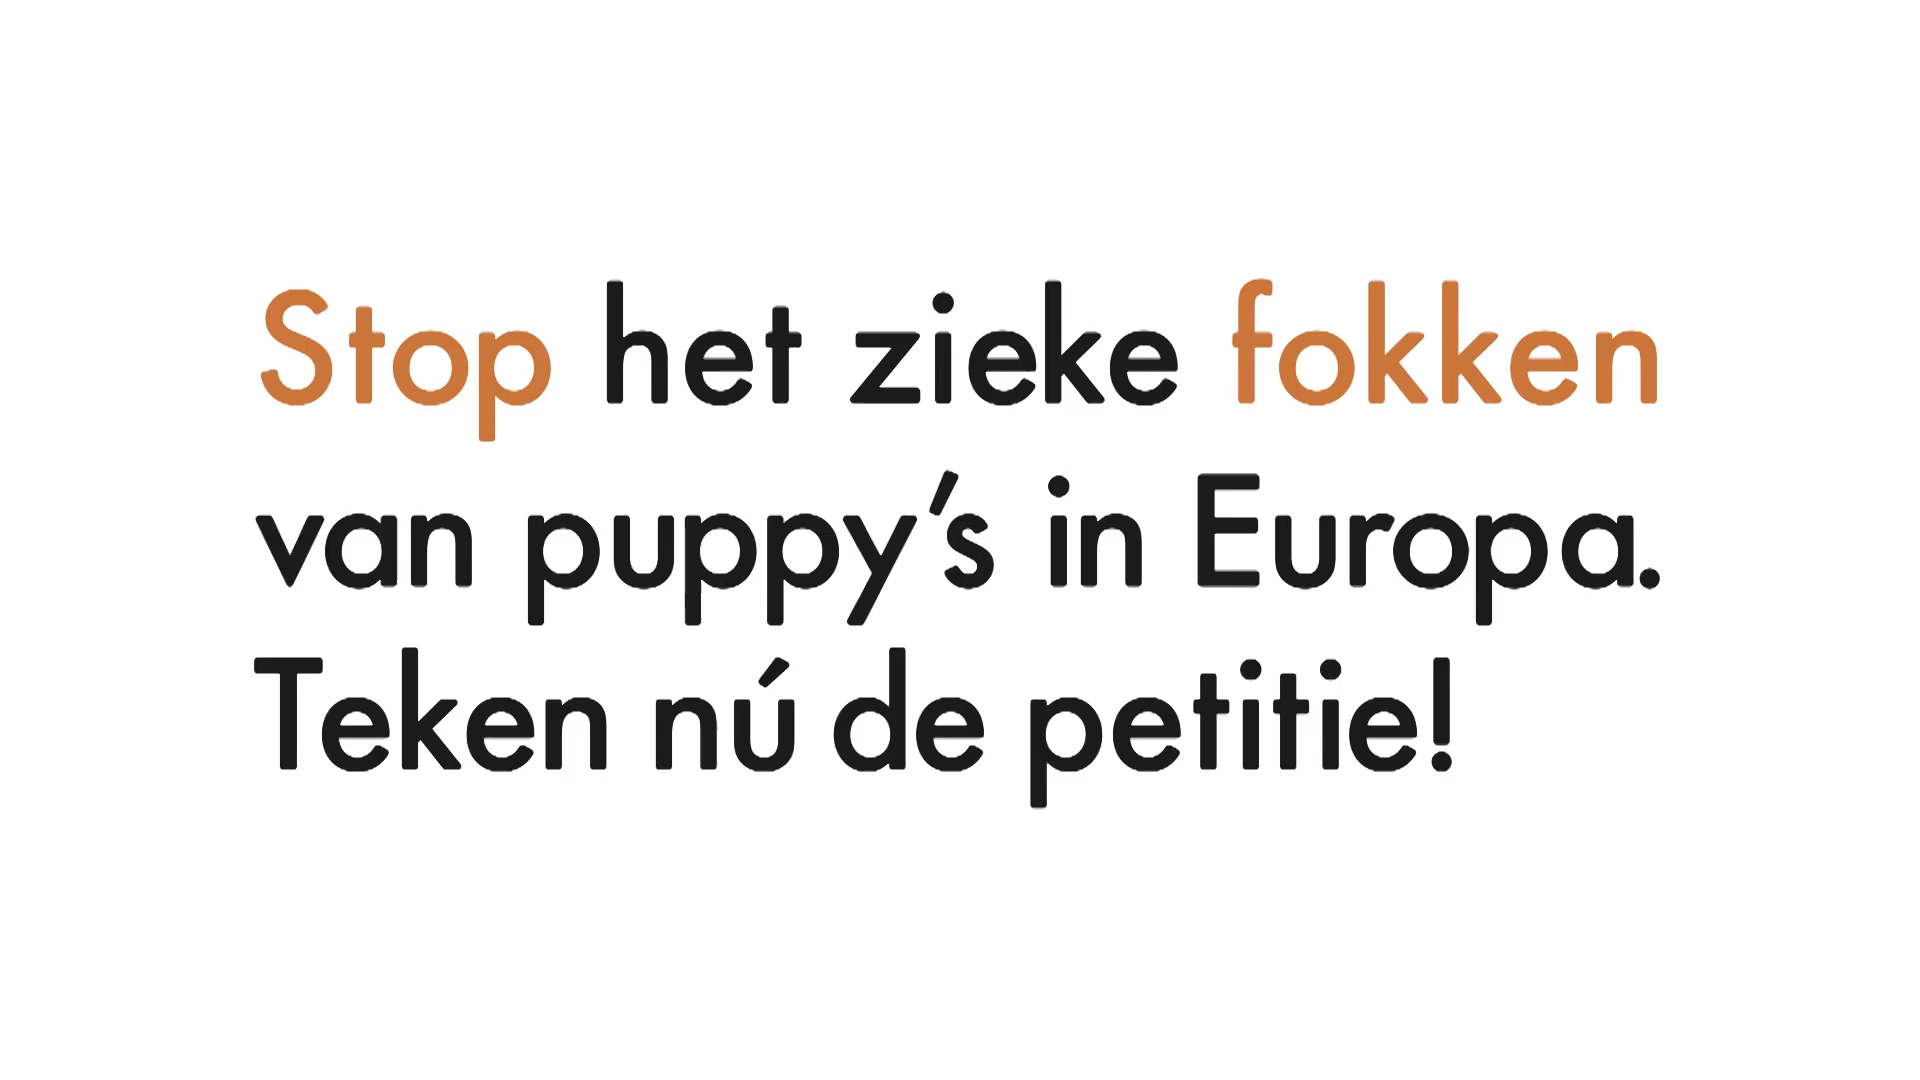 Stop het zieke fokken
van puppy’s in Europa.
Teken nú de petitie!